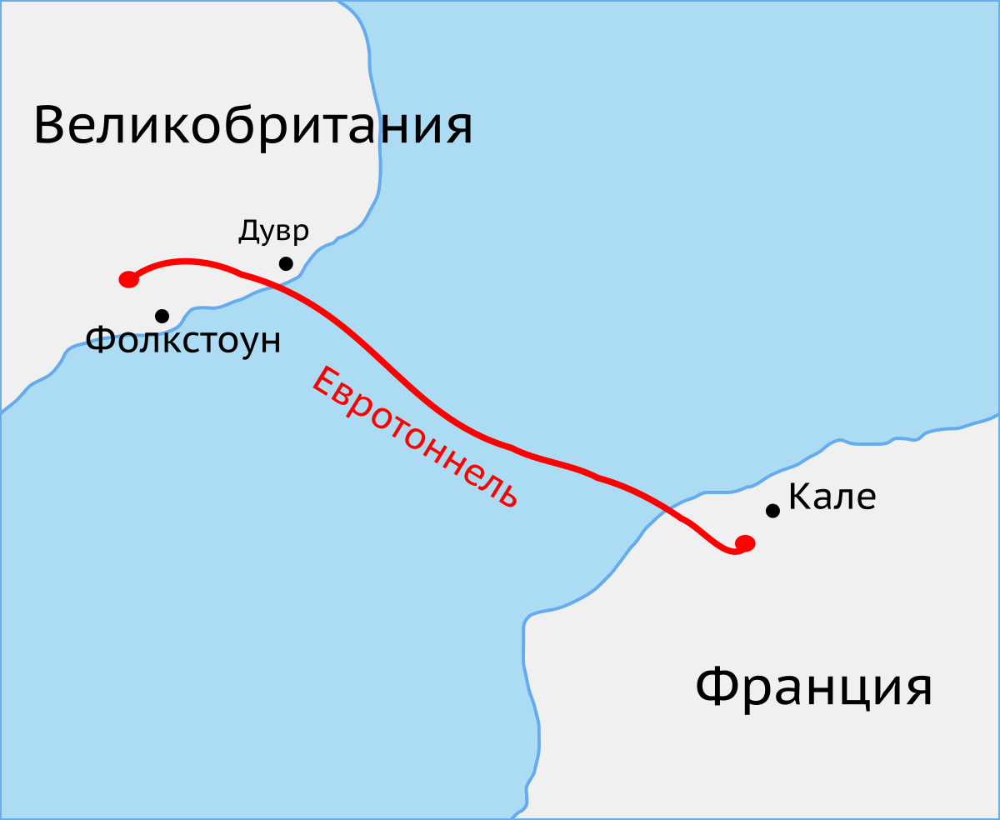 Великобритания
Дувр
Фолкстоун
Евротоннель
Кале
Франция